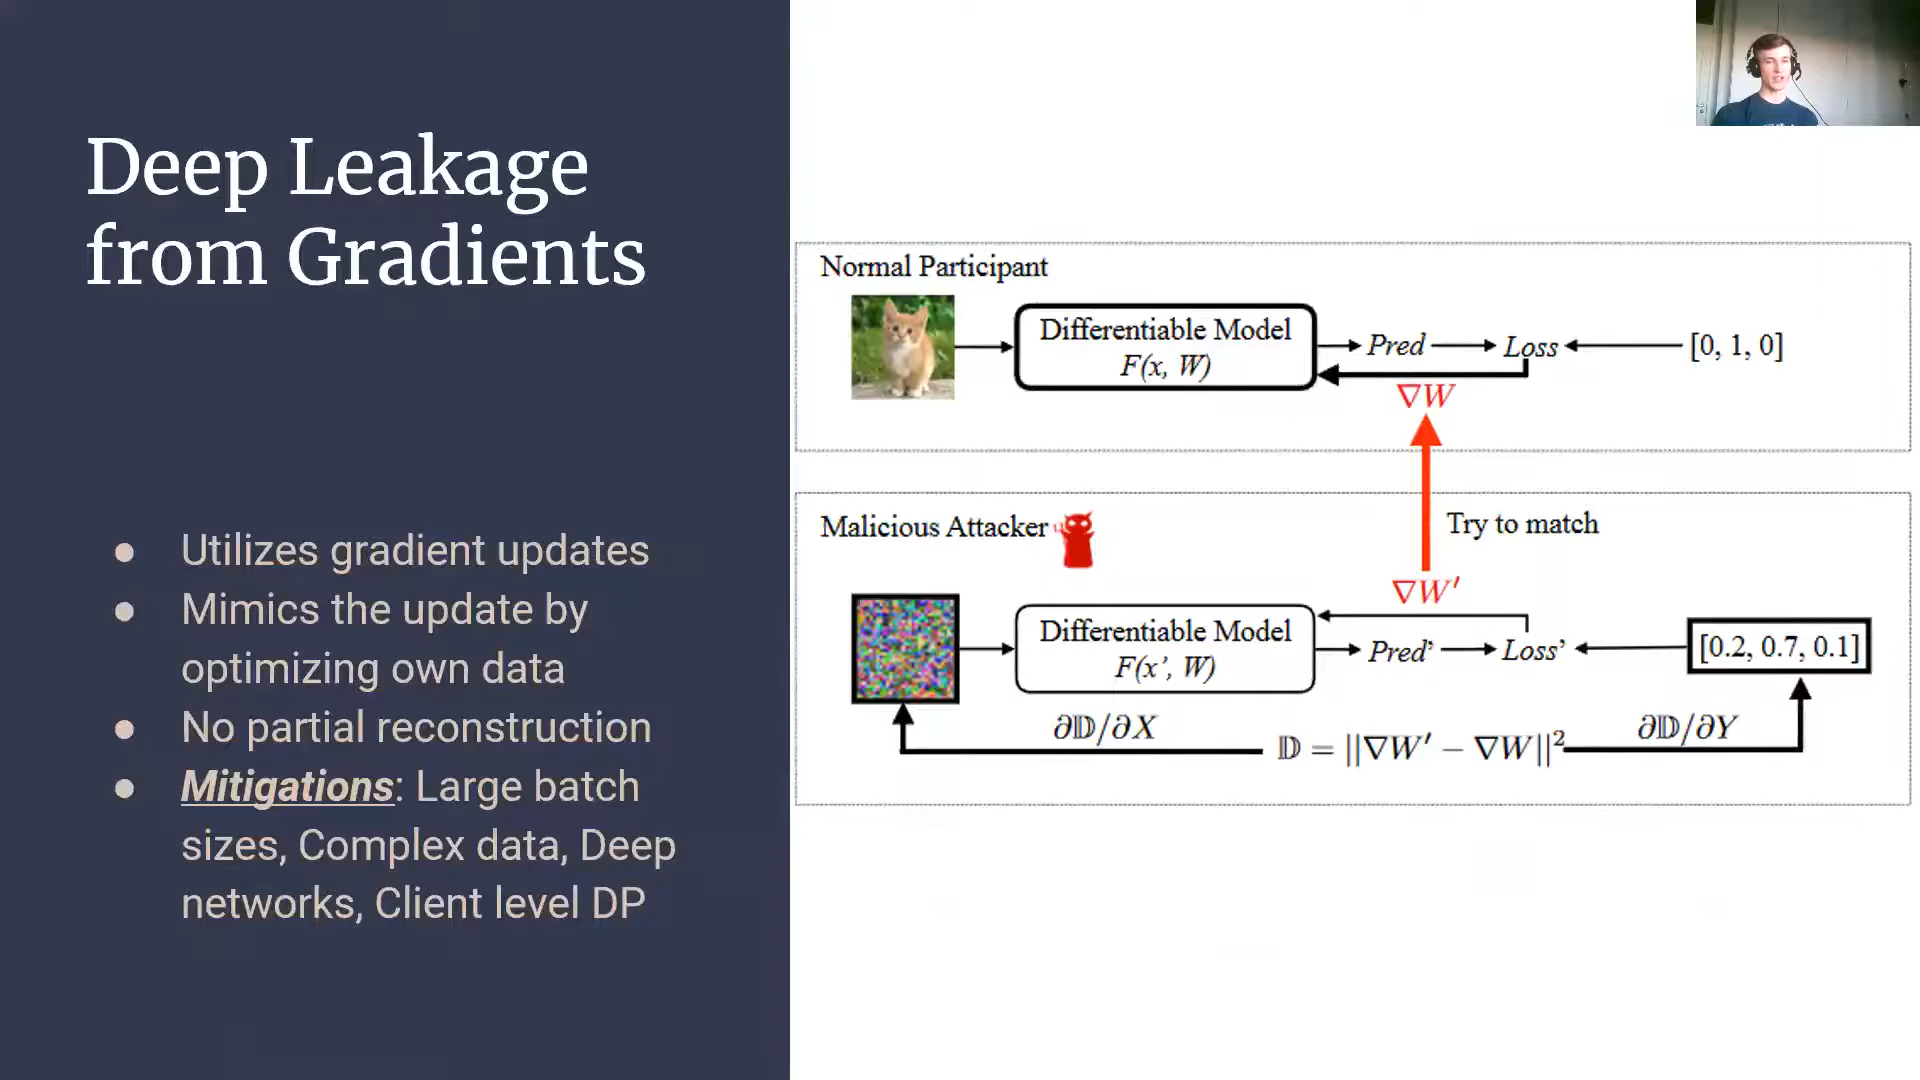 Deep Leakage
from Gradients
● Utilizes gradient updates
● Mimics the update by
optimizing own data
● No partial reconstruction
● Mitigations: Large batch
sizes, Complex data, Deep
networks, Client level DP
Normal Participant
Differentiable Model
F(x, W)
Pred
Loss
[0, 1, 0]
∇W
Malicious Attacker
Try to match
∇W′
Differentiable Model
F(x’, W)
Pred’
Loss’
[0.2, 0.7, 0.1]
∂𝔻/∂X
𝔻 = ||∇W′ − ∇W||²
∂𝔻/∂Y